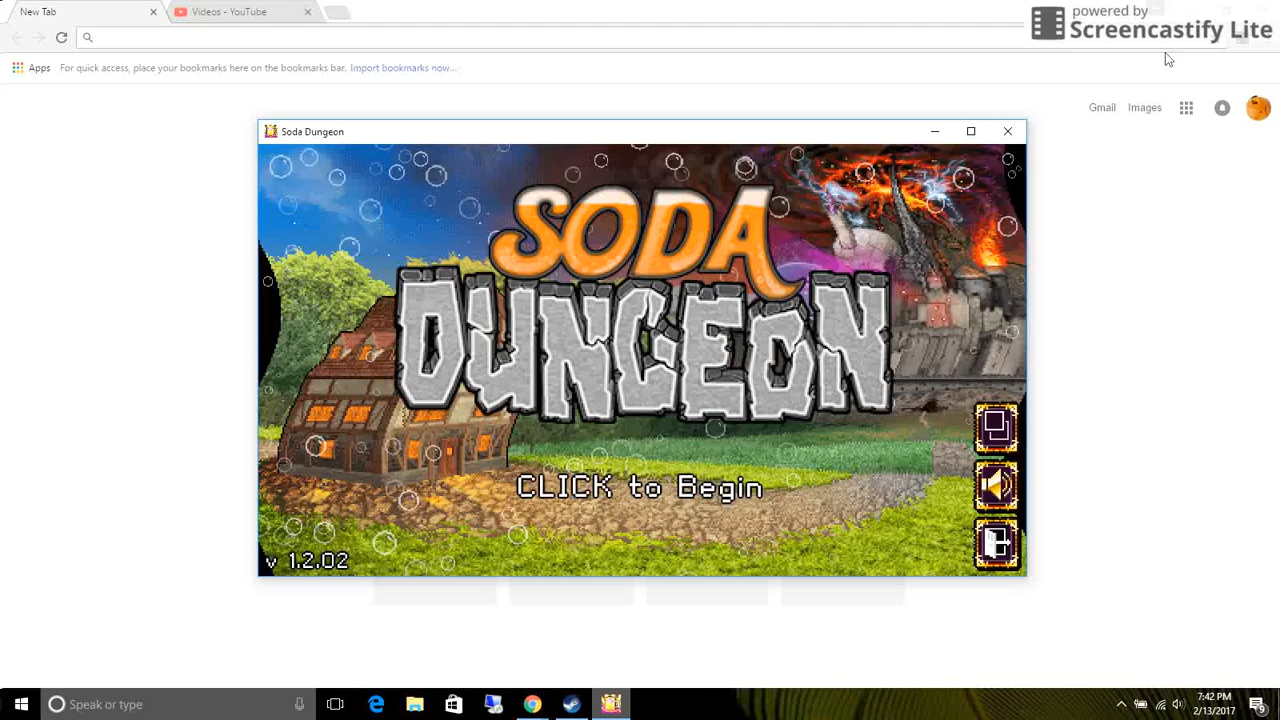 New Tab
Videos - YouTube
powered by
Screencastify Lite
Apps
For quick access, place your bookmarks here on the bookmarks bar. Import bookmarks now...
Gmail
Images
Soda Dungeon
SODA
DUNGEON
CLICK to Begin
v 1.2.02
Speak or type
7:42 PM
2/13/2017
9